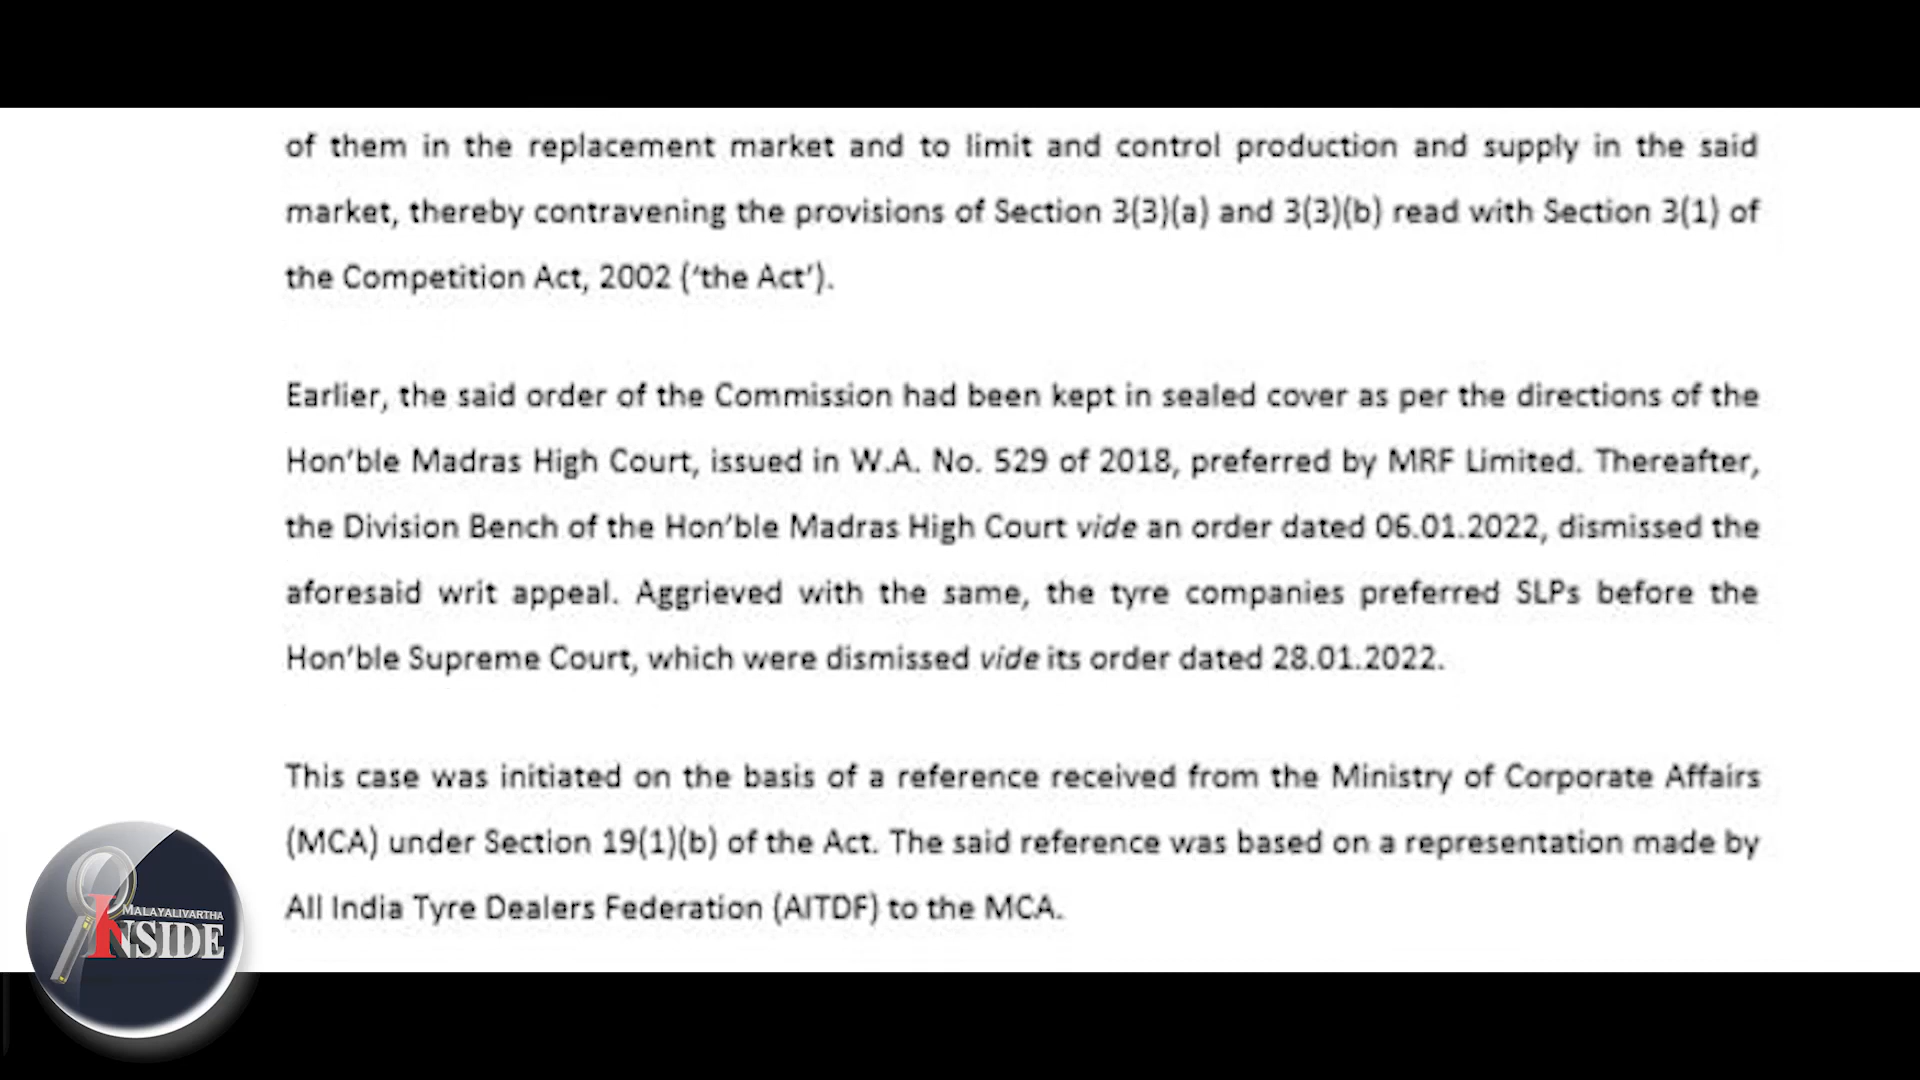 of them in the replacement market and to limit and control production and supply in the said
market, thereby contravening the provisions of Section 3(3)(a) and 3(3)(b) read with Section 3(1) of
the Competition Act, 2002 (‘the Act’).
Earlier, the said order of the Commission had been kept in sealed cover as per the directions of the
Hon’ble Madras High Court, issued in W.A. No. 529 of 2018, preferred by MRF Limited. Thereafter,
the Division Bench of the Hon’ble Madras High Court vide an order dated 06.01.2022, dismissed the
aforesaid writ appeal. Aggrieved with the same, the tyre companies preferred SLPs before the
Hon’ble Supreme Court, which were dismissed vide its order dated 28.01.2022.
This case was initiated on the basis of a reference received from the Ministry of Corporate Affairs
(MCA) under Section 19(1)(b) of the Act. The said reference was based on a representation made by
All India Tyre Dealers Federation (AITDF) to the MCA.
MALAYALIVARTHA
INSIDE